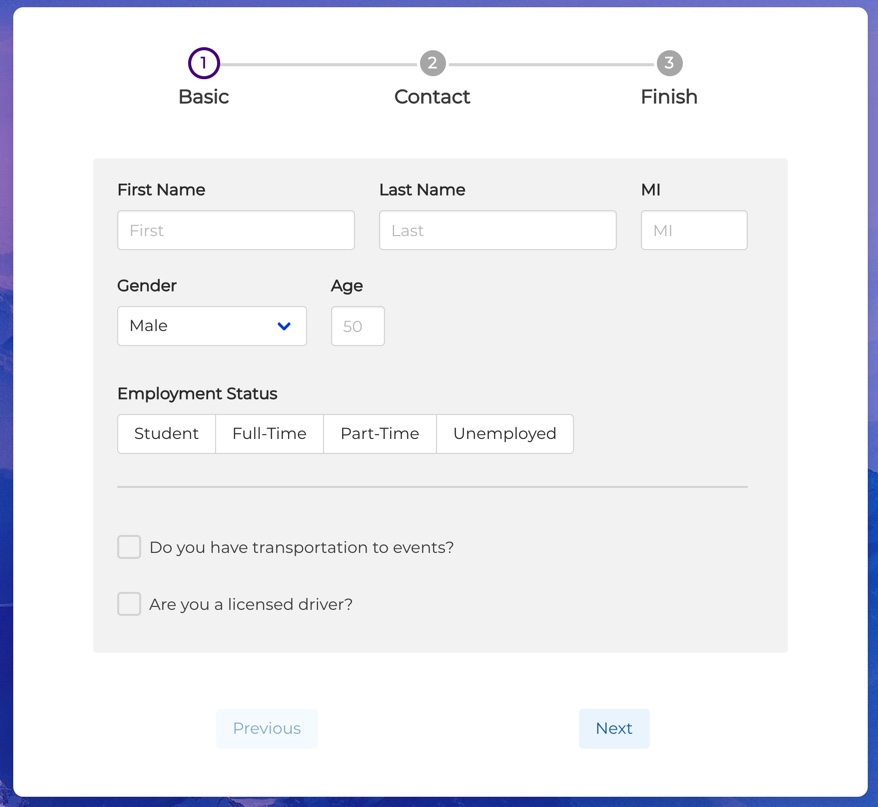 1 2 3
Basic Contact Finish
First Name Last Name MI
First Last MI
Gender Age
Male 50
Employment Status
Student Full-Time Part-Time Unemployed
Do you have transportation to events?
Are you a licensed driver?
Previous Next